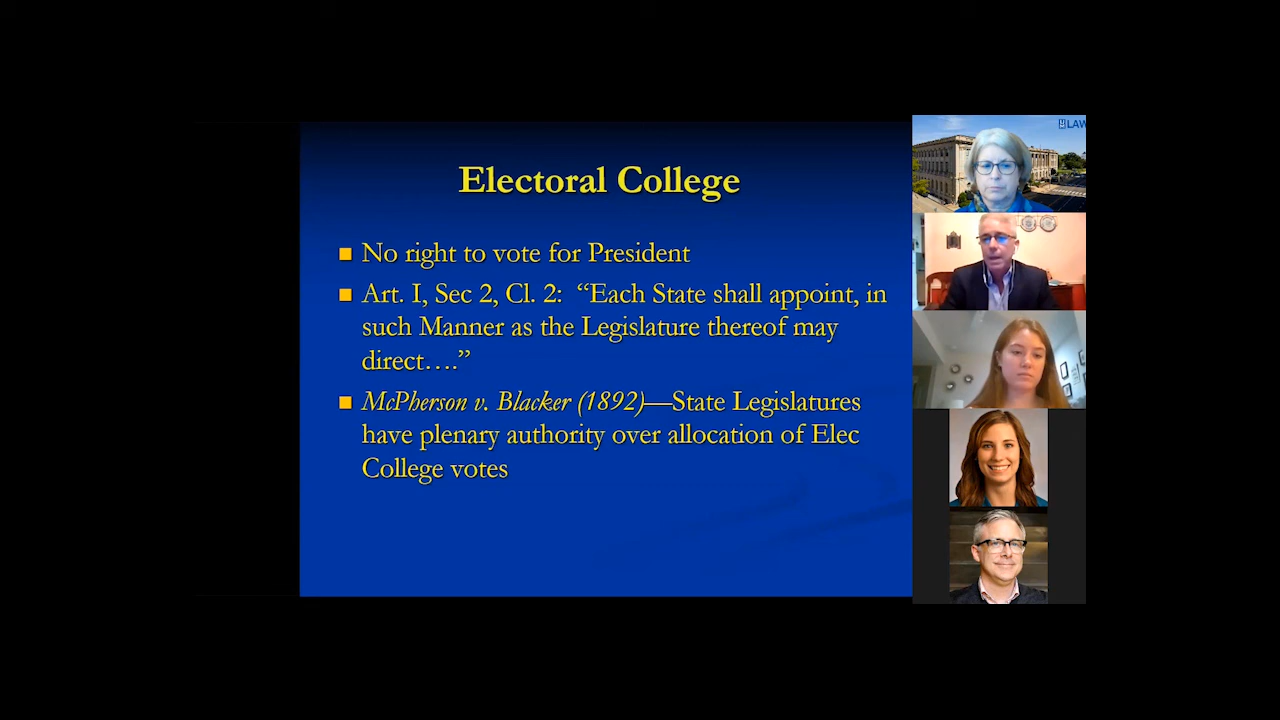 Electoral College
■ No right to vote for President
■ Art. I, Sec 2, Cl. 2: “Each State shall appoint, in
such Manner as the Legislature thereof may
direct….”
■ McPherson v. Blacker (1892)—State Legislatures
have plenary authority over allocation of Elec
College votes
LAW